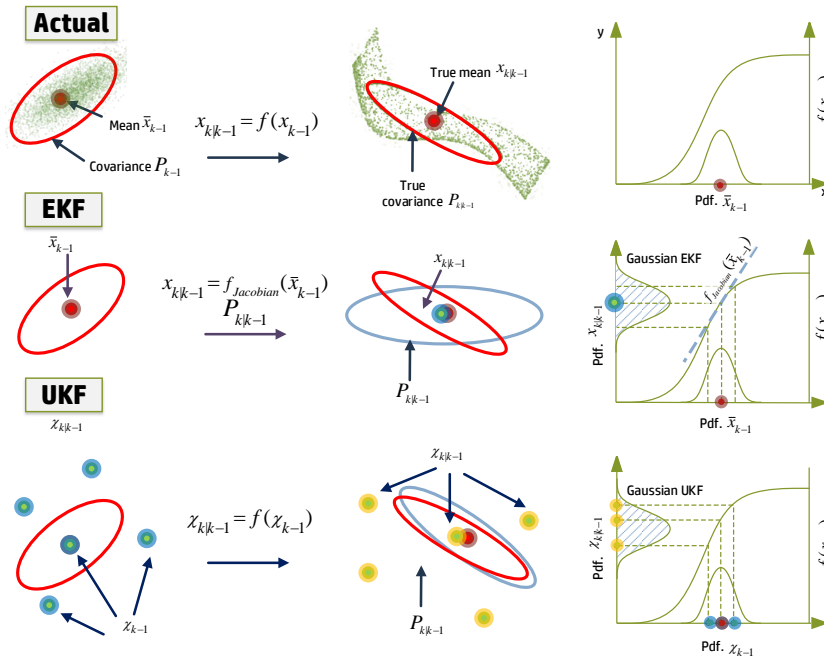 Actual
Mean x̄_{k-1}
Covariance P_{k-1}
x_{k|k-1} = f(x_{k-1})
True mean x_{k|k-1}
True
covariance P_{k|k-1}
y
x
Pdf. x̄_{k-1}
EKF
x̄_{k-1}
x_{k|k-1} = f_{Jacobian}(x̄_{k-1})
P_{k|k-1}
x_{k|k-1}
P_{k|k-1}
Gaussian EKF
f_{Jacobian}(x̄_{k-1})
Pdf. x_{k|k-1}
Pdf. x̄_{k-1}
UKF
χ_{k|k-1}
χ_{k|k-1} = f(χ_{k-1})
χ_{k-1}
χ_{k|k-1}
P_{k|k-1}
Gaussian UKF
Pdf. χ_{k|k-1}
Pdf. χ_{k-1}